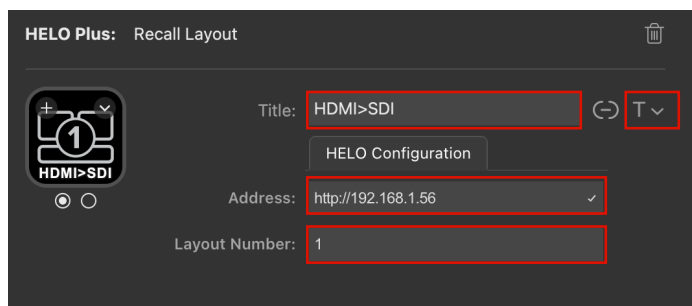 HELO Plus: Recall Layout
Title: HDMI>SDI T
1
HDMI>SDI
HELO Configuration
Address: http://192.168.1.56
Layout Number: 1